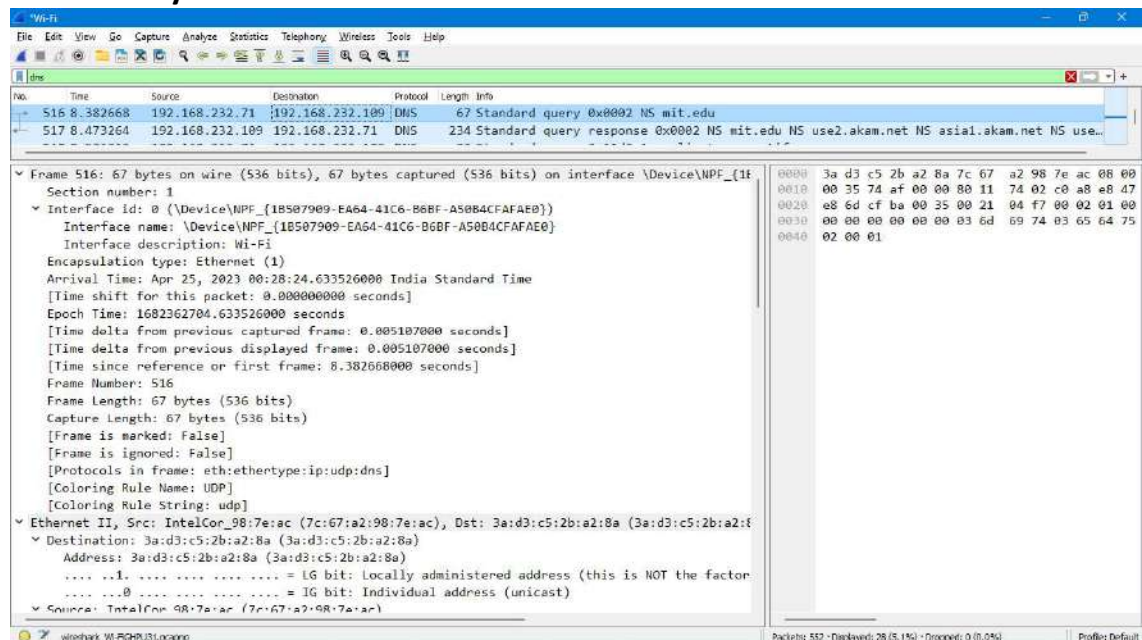 *Wi-Fi
File Edit View Go Capture Analyze Statistics Telephony Wireless Tools Help
dns
No. Time Source Destination Protocol Length Info
516 8.382668 192.168.232.71 192.168.232.109 DNS 67 Standard query 0x0002 NS mit.edu
517 8.473264 192.168.232.109 192.168.232.71 DNS 234 Standard query response 0x0002 NS mit.edu NS use2.akam.net NS asia1.akam.net NS use…
Frame 516: 67 bytes on wire (536 bits), 67 bytes captured (536 bits) on interface \Device\NPF_{1B
Section number: 1
Interface id: 0 (\Device\NPF_{1B507909-EA64-41C6-B6BF-A50B4CFAFAE0})
Interface name: \Device\NPF_{1B507909-EA64-41C6-B6BF-A50B4CFAFAE0}
Interface description: Wi-Fi
Encapsulation type: Ethernet (1)
Arrival Time: Apr 25, 2023 00:28:24.633526000 India Standard Time
[Time shift for this packet: 0.000000000 seconds]
Epoch Time: 1682362704.633526000 seconds
[Time delta from previous captured frame: 0.005107000 seconds]
[Time delta from previous displayed frame: 0.005107000 seconds]
[Time since reference or first frame: 8.382668000 seconds]
Frame Number: 516
Frame Length: 67 bytes (536 bits)
Capture Length: 67 bytes (536 bits)
[Frame is marked: False]
[Frame is ignored: False]
[Protocols in frame: eth:ethertype:ip:udp:dns]
[Coloring Rule Name: UDP]
[Coloring Rule String: udp]
Ethernet II, Src: IntelCor_98:7e:ac (7c:67:a2:98:7e:ac), Dst: 3a:d3:c5:2b:a2:8a (3a:d3:c5:2b:a2:8
Destination: 3a:d3:c5:2b:a2:8a (3a:d3:c5:2b:a2:8a)
Address: 3a:d3:c5:2b:a2:8a (3a:d3:c5:2b:a2:8a)
.... ..1. .... .... .... .... = LG bit: Locally administered address (this is NOT the factor
.... ...0 .... .... .... .... = IG bit: Individual address (unicast)
Source: IntelCor_98:7e:ac (7c:67:a2:98:7e:ac)
0000 3a d3 c5 2b a2 8a 7c 67 a2 98 7e ac 08 00
0010 00 35 74 af 00 00 80 11 74 02 c0 a8 e8 47
0020 e8 6d cf ba 00 35 00 21 04 f7 00 02 01 00
0030 00 00 00 00 00 00 03 6d 69 74 03 65 64 75
0040 02 00 01
Packets: 552 · Displayed: 28 (5.1%) · Dropped: 0 (0.0%)
Profile: Default